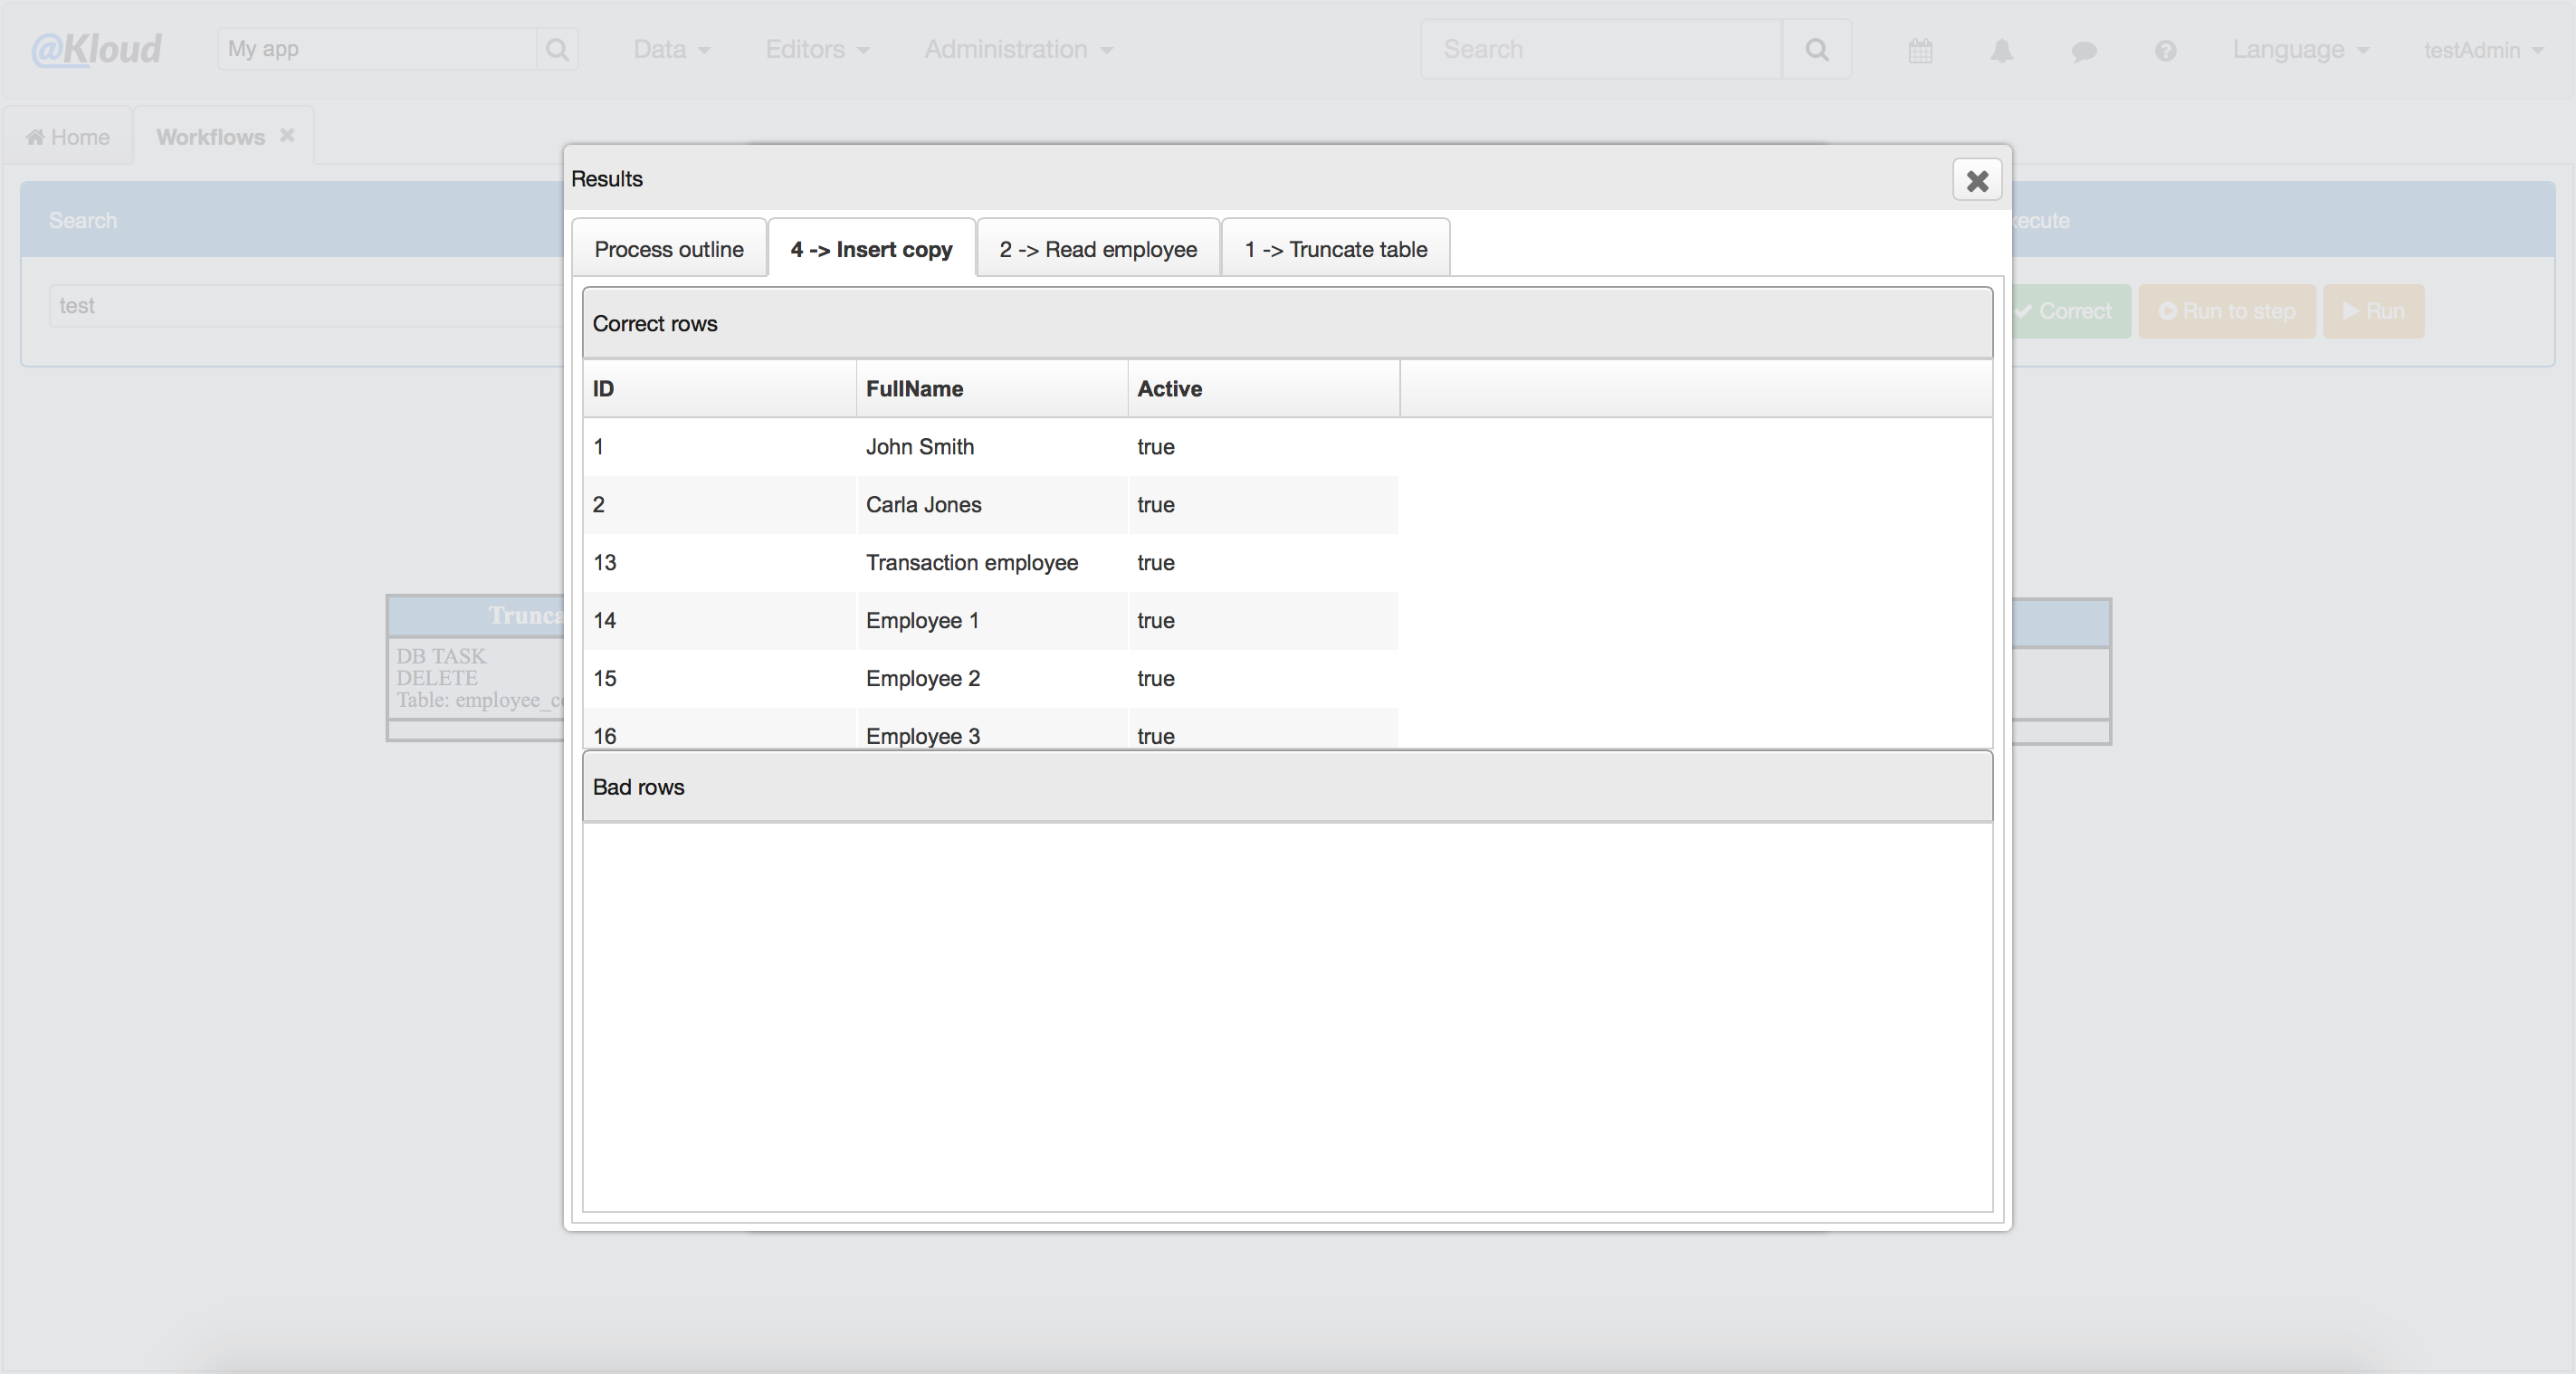 @Kloud My app Data Editors Administration Search Language testAdmin
Home Workflows
Results
Search
Process outline 4 -> Insert copy 2 -> Read employee 1 -> Truncate table
test
Correct Run to step Run
Correct rows
ID FullName Active
1 John Smith true
2 Carla Jones true
13 Transaction employee true
14 Employee 1 true
15 Employee 2 true
16 Employee 3 true
DB TASK
DELETE
Table:
Bad rows